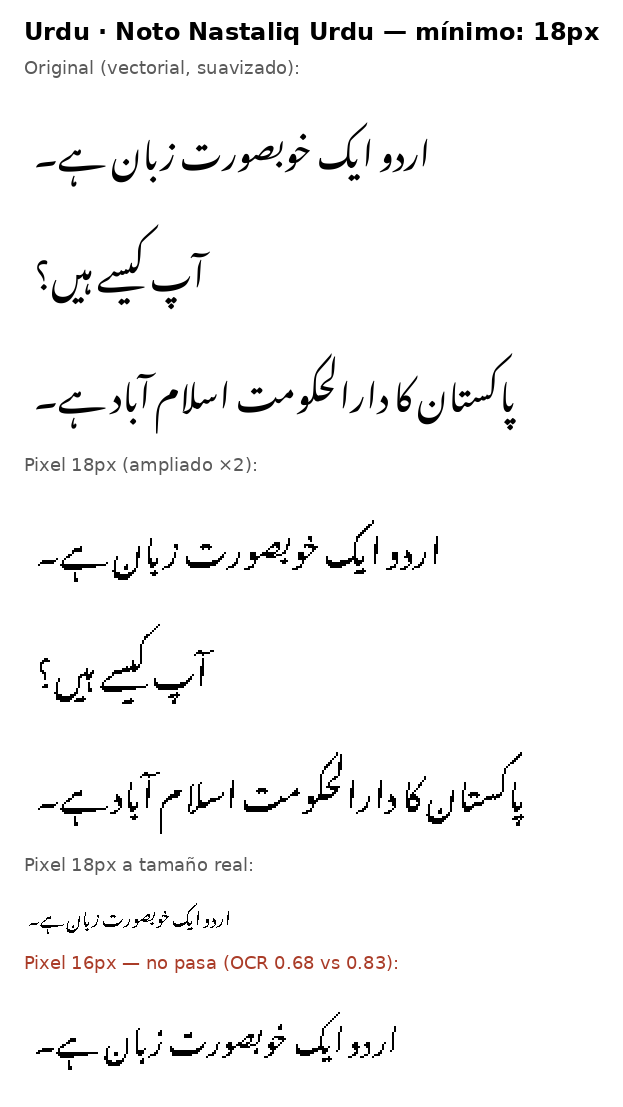 Urdu · Noto Nastaliq Urdu — mínimo: 18px
Original (vectorial, suavizado):
اردو ایک خوبصورت زبان ہے۔
آپ کیسے ہیں؟
پاکستان کا دارالحکومت اسلام آباد ہے۔
Pixel 18px (ampliado ×2):
اردو ایک خوبصورت زبان ہے۔
آپ کیسے ہیں؟
پاکستان کا دارالحکومت اسلام آباد ہے۔
Pixel 18px a tamaño real:
اردو ایک خوبصورت زبان ہے۔
Pixel 16px — no pasa (OCR 0.68 vs 0.83):
اردو ایک خوبصورت زبان ہے۔